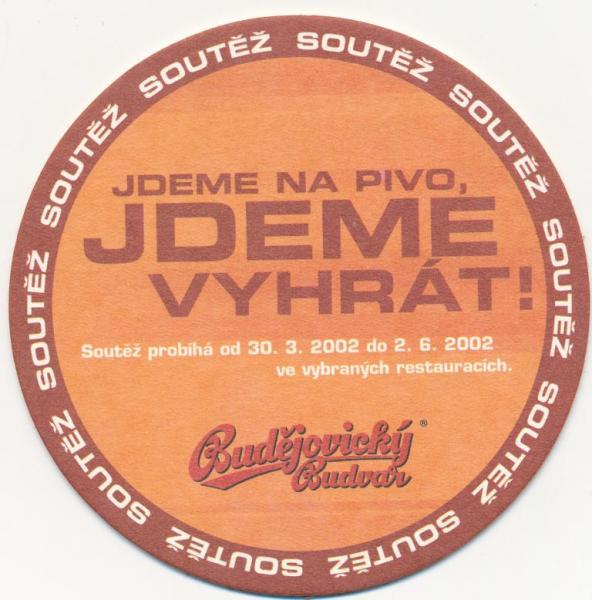 SOUTĚŽ SOUTĚŽ SOUTĚŽ SOUTĚŽ SOUTĚŽ SOUTĚŽ SOUTĚŽ SOUTĚŽ SOUTĚŽ SOUTĚŽ SOUTĚŽ
JDEME NA PIVO,
JDEME
VYHRÁT!
Soutěž probíhá od 30. 3. 2002 do 2. 6. 2002
ve vybraných restauracích.
Budějovický ®
Budvar